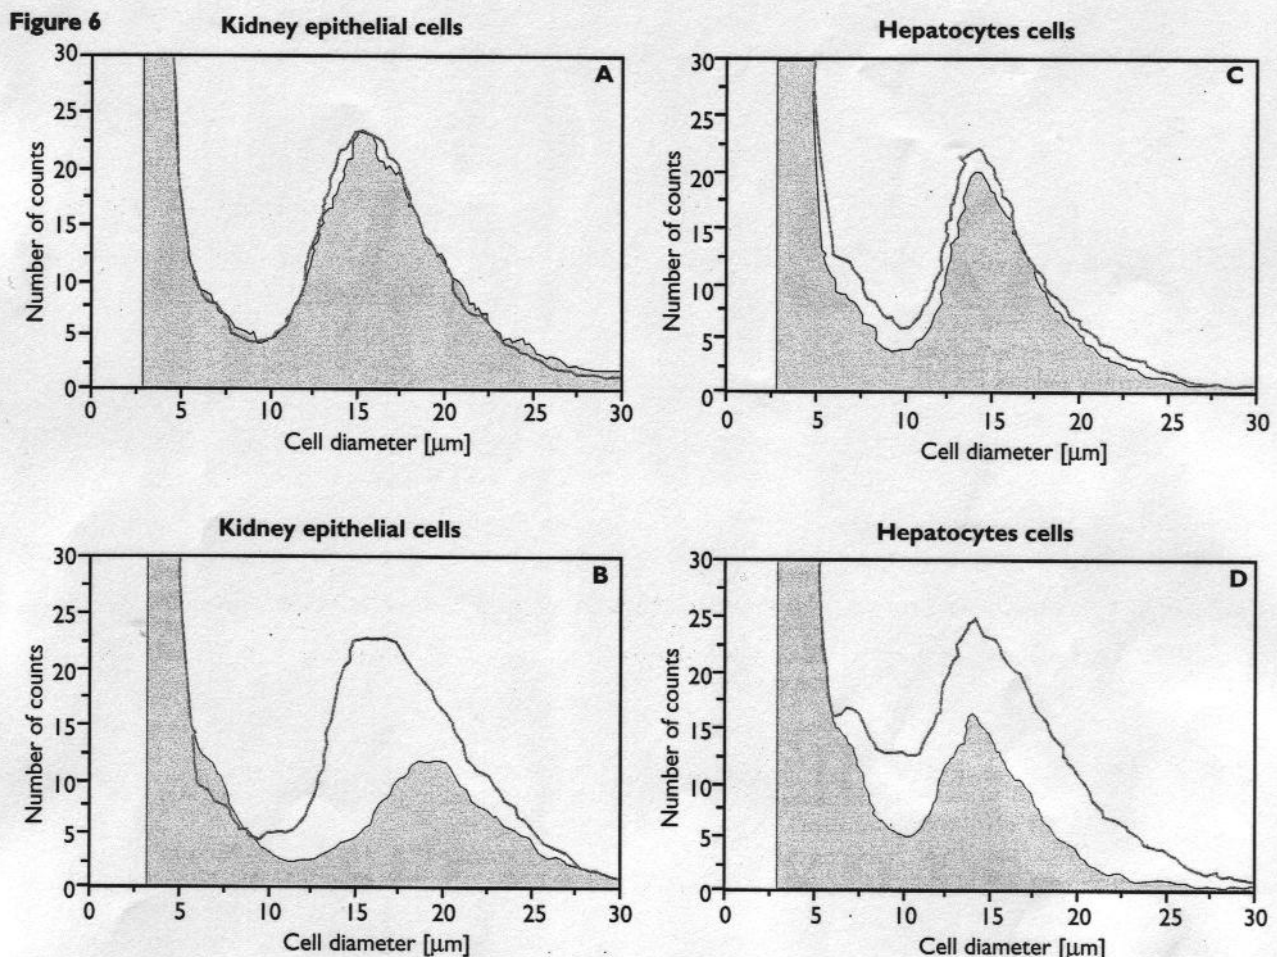 Figure 6
Kidney epithelial cells
A
Number of counts
30
25
20
15
10
5
0
0 5 10 15 20 25 30
Cell diameter [μm]
Hepatocytes cells
C
Number of counts
30
25
20
15
10
5
0
0 5 10 15 20 25 30
Cell diameter [μm]
Kidney epithelial cells
B
Number of counts
30
25
20
15
10
5
0
0 5 10 15 20 25 30
Cell diameter [μm]
Hepatocytes cells
D
Number of counts
30
25
20
15
10
5
0
0 5 10 15 20 25 30
Cell diameter [μm]